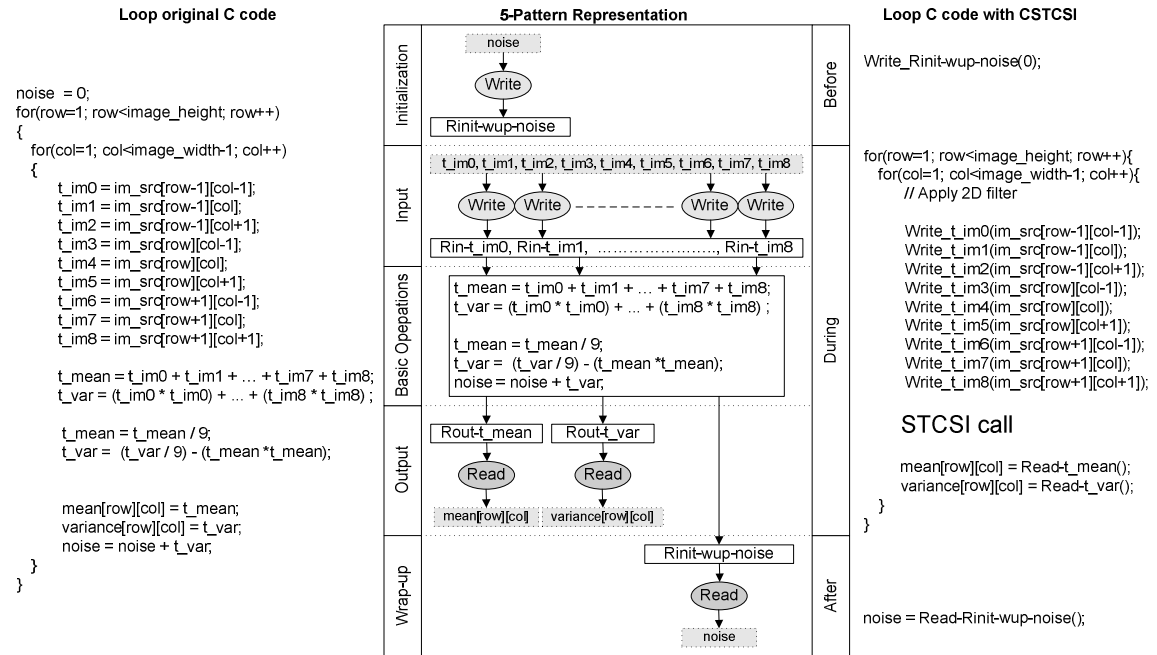 Loop original C code
noise = 0;
for(row=1; row<image_height; row++)
{
for(col=1; col<image_width-1; col++)
{
t_im0 = im_src[row-1][col-1];
t_im1 = im_src[row-1][col];
t_im2 = im_src[row-1][col+1];
t_im3 = im_src[row][col-1];
t_im4 = im_src[row][col];
t_im5 = im_src[row][col+1];
t_im6 = im_src[row+1][col-1];
t_im7 = im_src[row+1][col];
t_im8 = im_src[row+1][col+1];
t_mean = t_im0 + t_im1 + ... + t_im7 + t_im8;
t_var = (t_im0 * t_im0) + ... + (t_im8 * t_im8) ;
t_mean = t_mean / 9;
t_var = (t_var / 9) - (t_mean *t_mean);
mean[row][col] = t_mean;
variance[row][col] = t_var;
noise = noise + t_var;
}
}
5-Pattern Representation
Initialization
noise
Write
Rinit-wup-noise
Before
Input
t_im0, t_im1, t_im2, t_im3, t_im4, t_im5, t_im6, t_im7, t_im8
Write Write Write Write
Rin-t_im0, Rin-t_im1, ........................, Rin-t_im8
Basic Opepations
t_mean = t_im0 + t_im1 + ... + t_im7 + t_im8;
t_var = (t_im0 * t_im0) + ... + (t_im8 * t_im8) ;
t_mean = t_mean / 9;
t_var = (t_var / 9) - (t_mean *t_mean);
noise = noise + t_var;
During
Output
Rout-t_mean Rout-t_var
Read Read
mean[row][col] variance[row][col]
Wrap-up
Rinit-wup-noise
Read
noise
After
Loop C code with CSTCSI
Write_Rinit-wup-noise(0);
for(row=1; row<image_height; row++){
for(col=1; col<image_width-1; col++){
// Apply 2D filter
Write_t_im0(im_src[row-1][col-1]);
Write_t_im1(im_src[row-1][col]);
Write_t_im2(im_src[row-1][col+1]);
Write_t_im3(im_src[row][col-1]);
Write_t_im4(im_src[row][col]);
Write_t_im5(im_src[row][col+1]);
Write_t_im6(im_src[row+1][col-1]);
Write_t_im7(im_src[row+1][col]);
Write_t_im8(im_src[row+1][col+1]);
STCSI call
mean[row][col] = Read-t_mean();
variance[row][col] = Read-t_var();
}
}
noise = Read-Rinit-wup-noise();